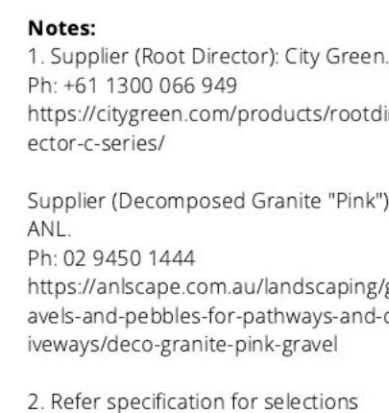 Notes:
1. Supplier (Root Director): City Green.
Ph: +61 1300 066 949
https://citygreen.com/products/rootdi
ector-c-series/
Supplier (Decomposed Granite "Pink")
ANL.
Ph: 02 9450 1444
https://anlscape.com.au/landscaping/g
avels-and-pebbles-for-pathways-and-d
iveways/deco-granite-pink-gravel
2. Refer specification for selections